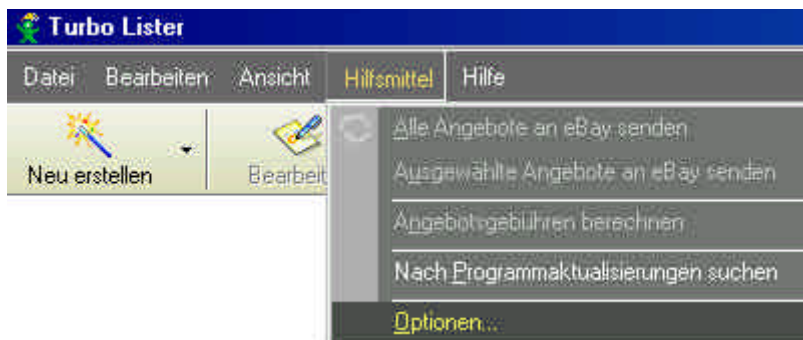 Turbo Lister
Datei Bearbeiten Ansicht Hilfsmittel Hilfe
Neu erstellen Bearbeit
Alle Angebote an eBay senden
Ausgewählte Angebote an eBay senden
Angebotsgebühren berechnen
Nach Programmaktualisierungen suchen
Optionen...